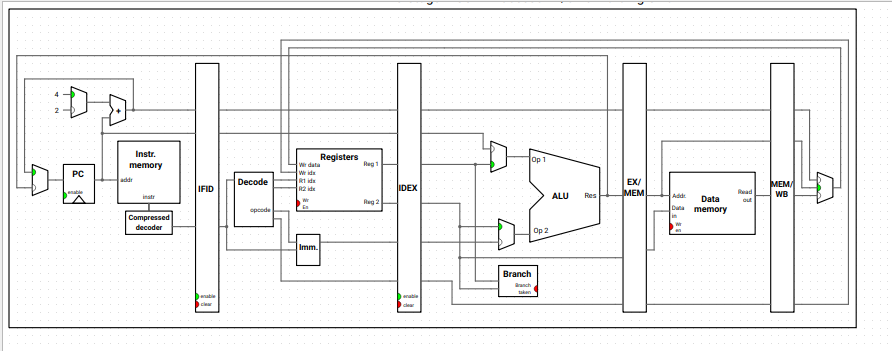 4
2
+
Instr.
memory
addr
instr
PC
enable
Compressed
decoder
IFID
enable
clear
Decode
opcode
Registers
Wr data
Wr idx
R1 idx
R2 idx
Wr
En
Reg 1
Reg 2
Imm.
IDEX
enable
clear
Op 1
ALU
Res
Op 2
Branch
Branch
taken
EX/
MEM
Addr.
Data
in
Wr
en
Data
memory
Read
out
MEM/
WB